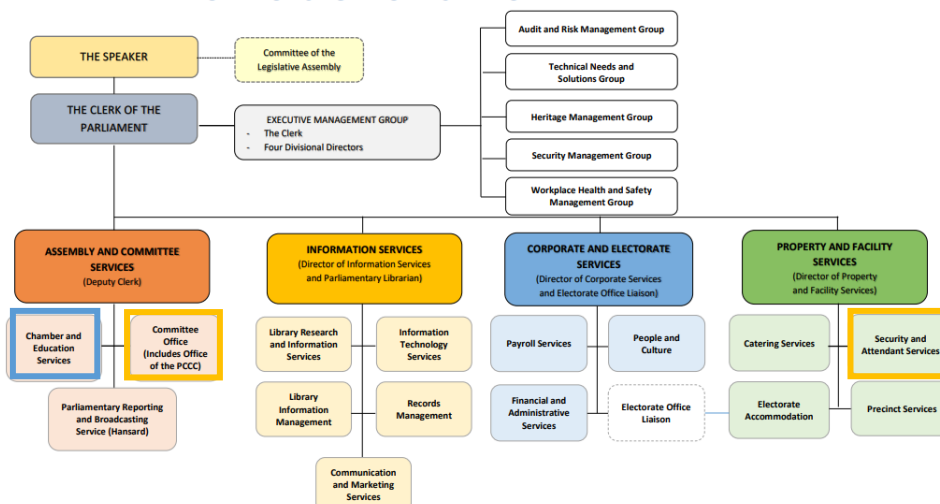 THE SPEAKER
Committee of the
Legislative Assembly
THE CLERK OF THE
PARLIAMENT
EXECUTIVE MANAGEMENT GROUP
- The Clerk
- Four Divisional Directors
Audit and Risk Management Group
Technical Needs and
Solutions Group
Heritage Management Group
Security Management Group
Workplace Health and Safety
Management Group
ASSEMBLY AND COMMITTEE
SERVICES
(Deputy Clerk)
Chamber and
Education
Services
Committee
Office
(Includes Office
of the PCCC)
Parliamentary Reporting
and Broadcasting
Service (Hansard)
INFORMATION SERVICES
(Director of Information Services
and Parliamentary Librarian)
Library Research
and Information
Services
Information
Technology
Services
Library
Information
Management
Records
Management
Communication
and Marketing
Services
CORPORATE AND ELECTORATE
SERVICES
(Director of Corporate Services
and Electorate Office Liaison)
Payroll Services
People and
Culture
Financial and
Administrative
Services
Electorate Office
Liaison
PROPERTY AND FACILITY
SERVICES
(Director of Property
and Facility Services)
Catering Services
Security and
Attendant Services
Electorate
Accommodation
Precinct Services